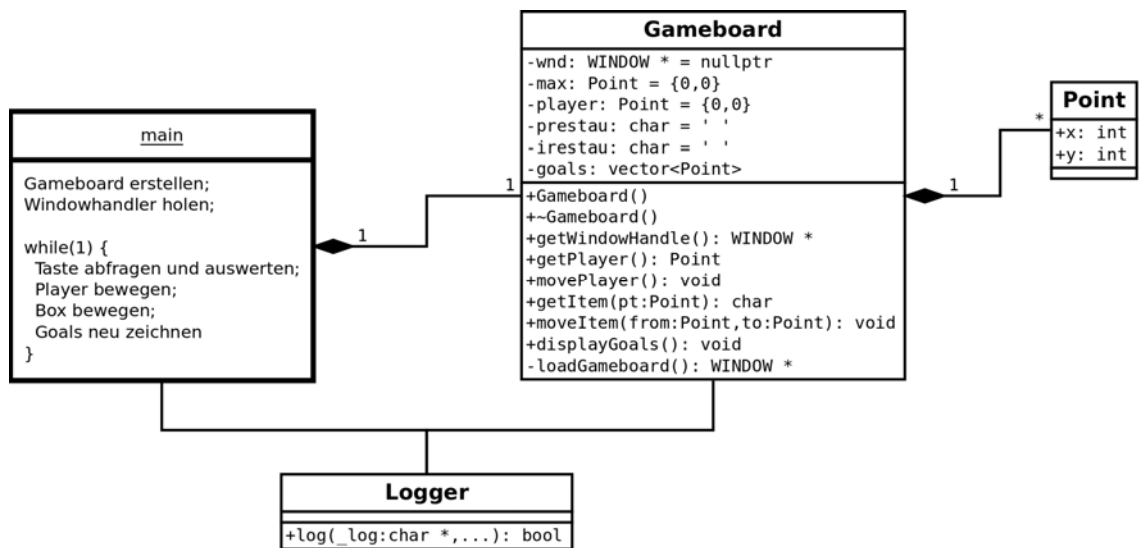 main
Gameboard erstellen;
Windowhandler holen;
while(1) {
Taste abfragen und auswerten;
Player bewegen;
Box bewegen;
Goals neu zeichnen
}
1
1
Gameboard
-wnd: WINDOW * = nullptr
-max: Point = {0,0}
-player: Point = {0,0}
-prestau: char = ' '
-irestau: char = ' '
-goals: vector<Point>
+Gameboard()
+~Gameboard()
+getWindowHandle(): WINDOW *
+getPlayer(): Point
+movePlayer(): void
+getItem(pt:Point): char
+moveItem(from:Point,to:Point): void
+displayGoals(): void
-loadGameboard(): WINDOW *
1
*
Point
+x: int
+y: int
Logger
+log(_log:char *,...): bool